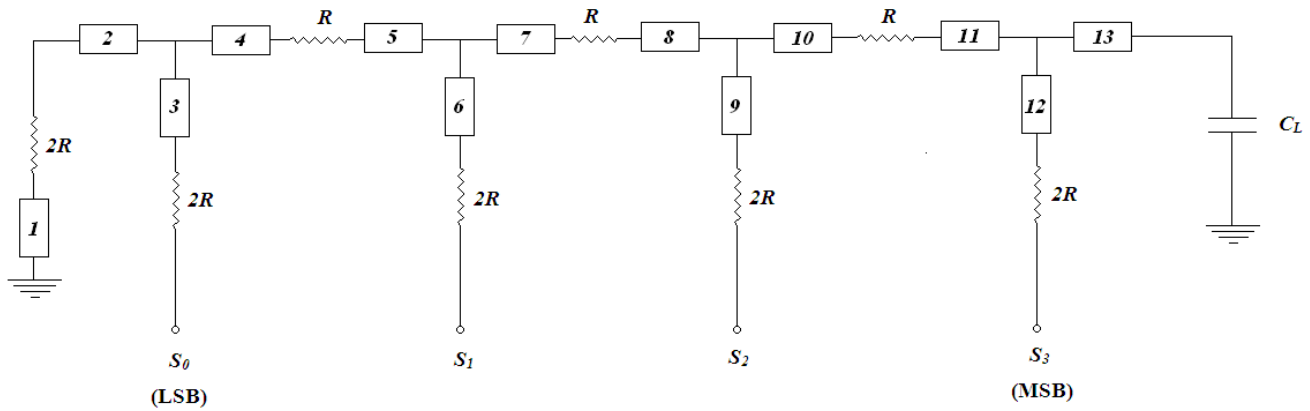 R R R
2 4 5 7 8 10 11 13
3 6 9 12
C_L
2R
2R 2R 2R 2R
1
S_0 S_1 S_2 S_3
(LSB) (MSB)